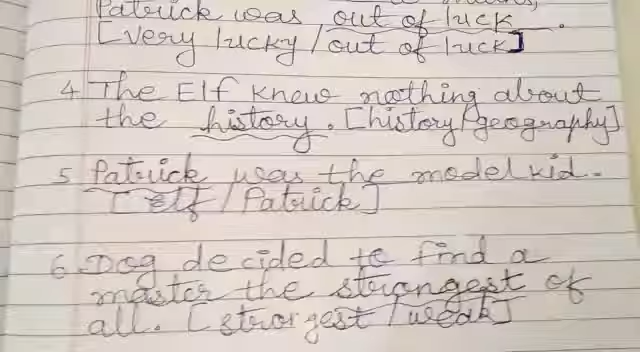 Patrick was out of luck.
[very lucky/out of luck]
4 The Elf knew nothing about
the history. [history/geography]
5 Patrick was the model kid.
[elf/Patrick]
6 Dog decided to find a
master the strongest of
all. [strongest/weak]